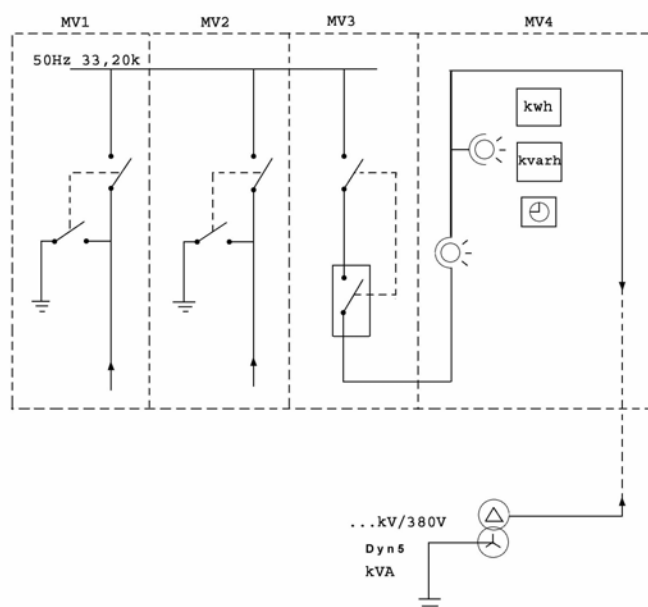 MV1 MV2 MV3 MV4
50Hz 33,20k
kwh
kvarh
...kV/380V
Dyn5
kVA